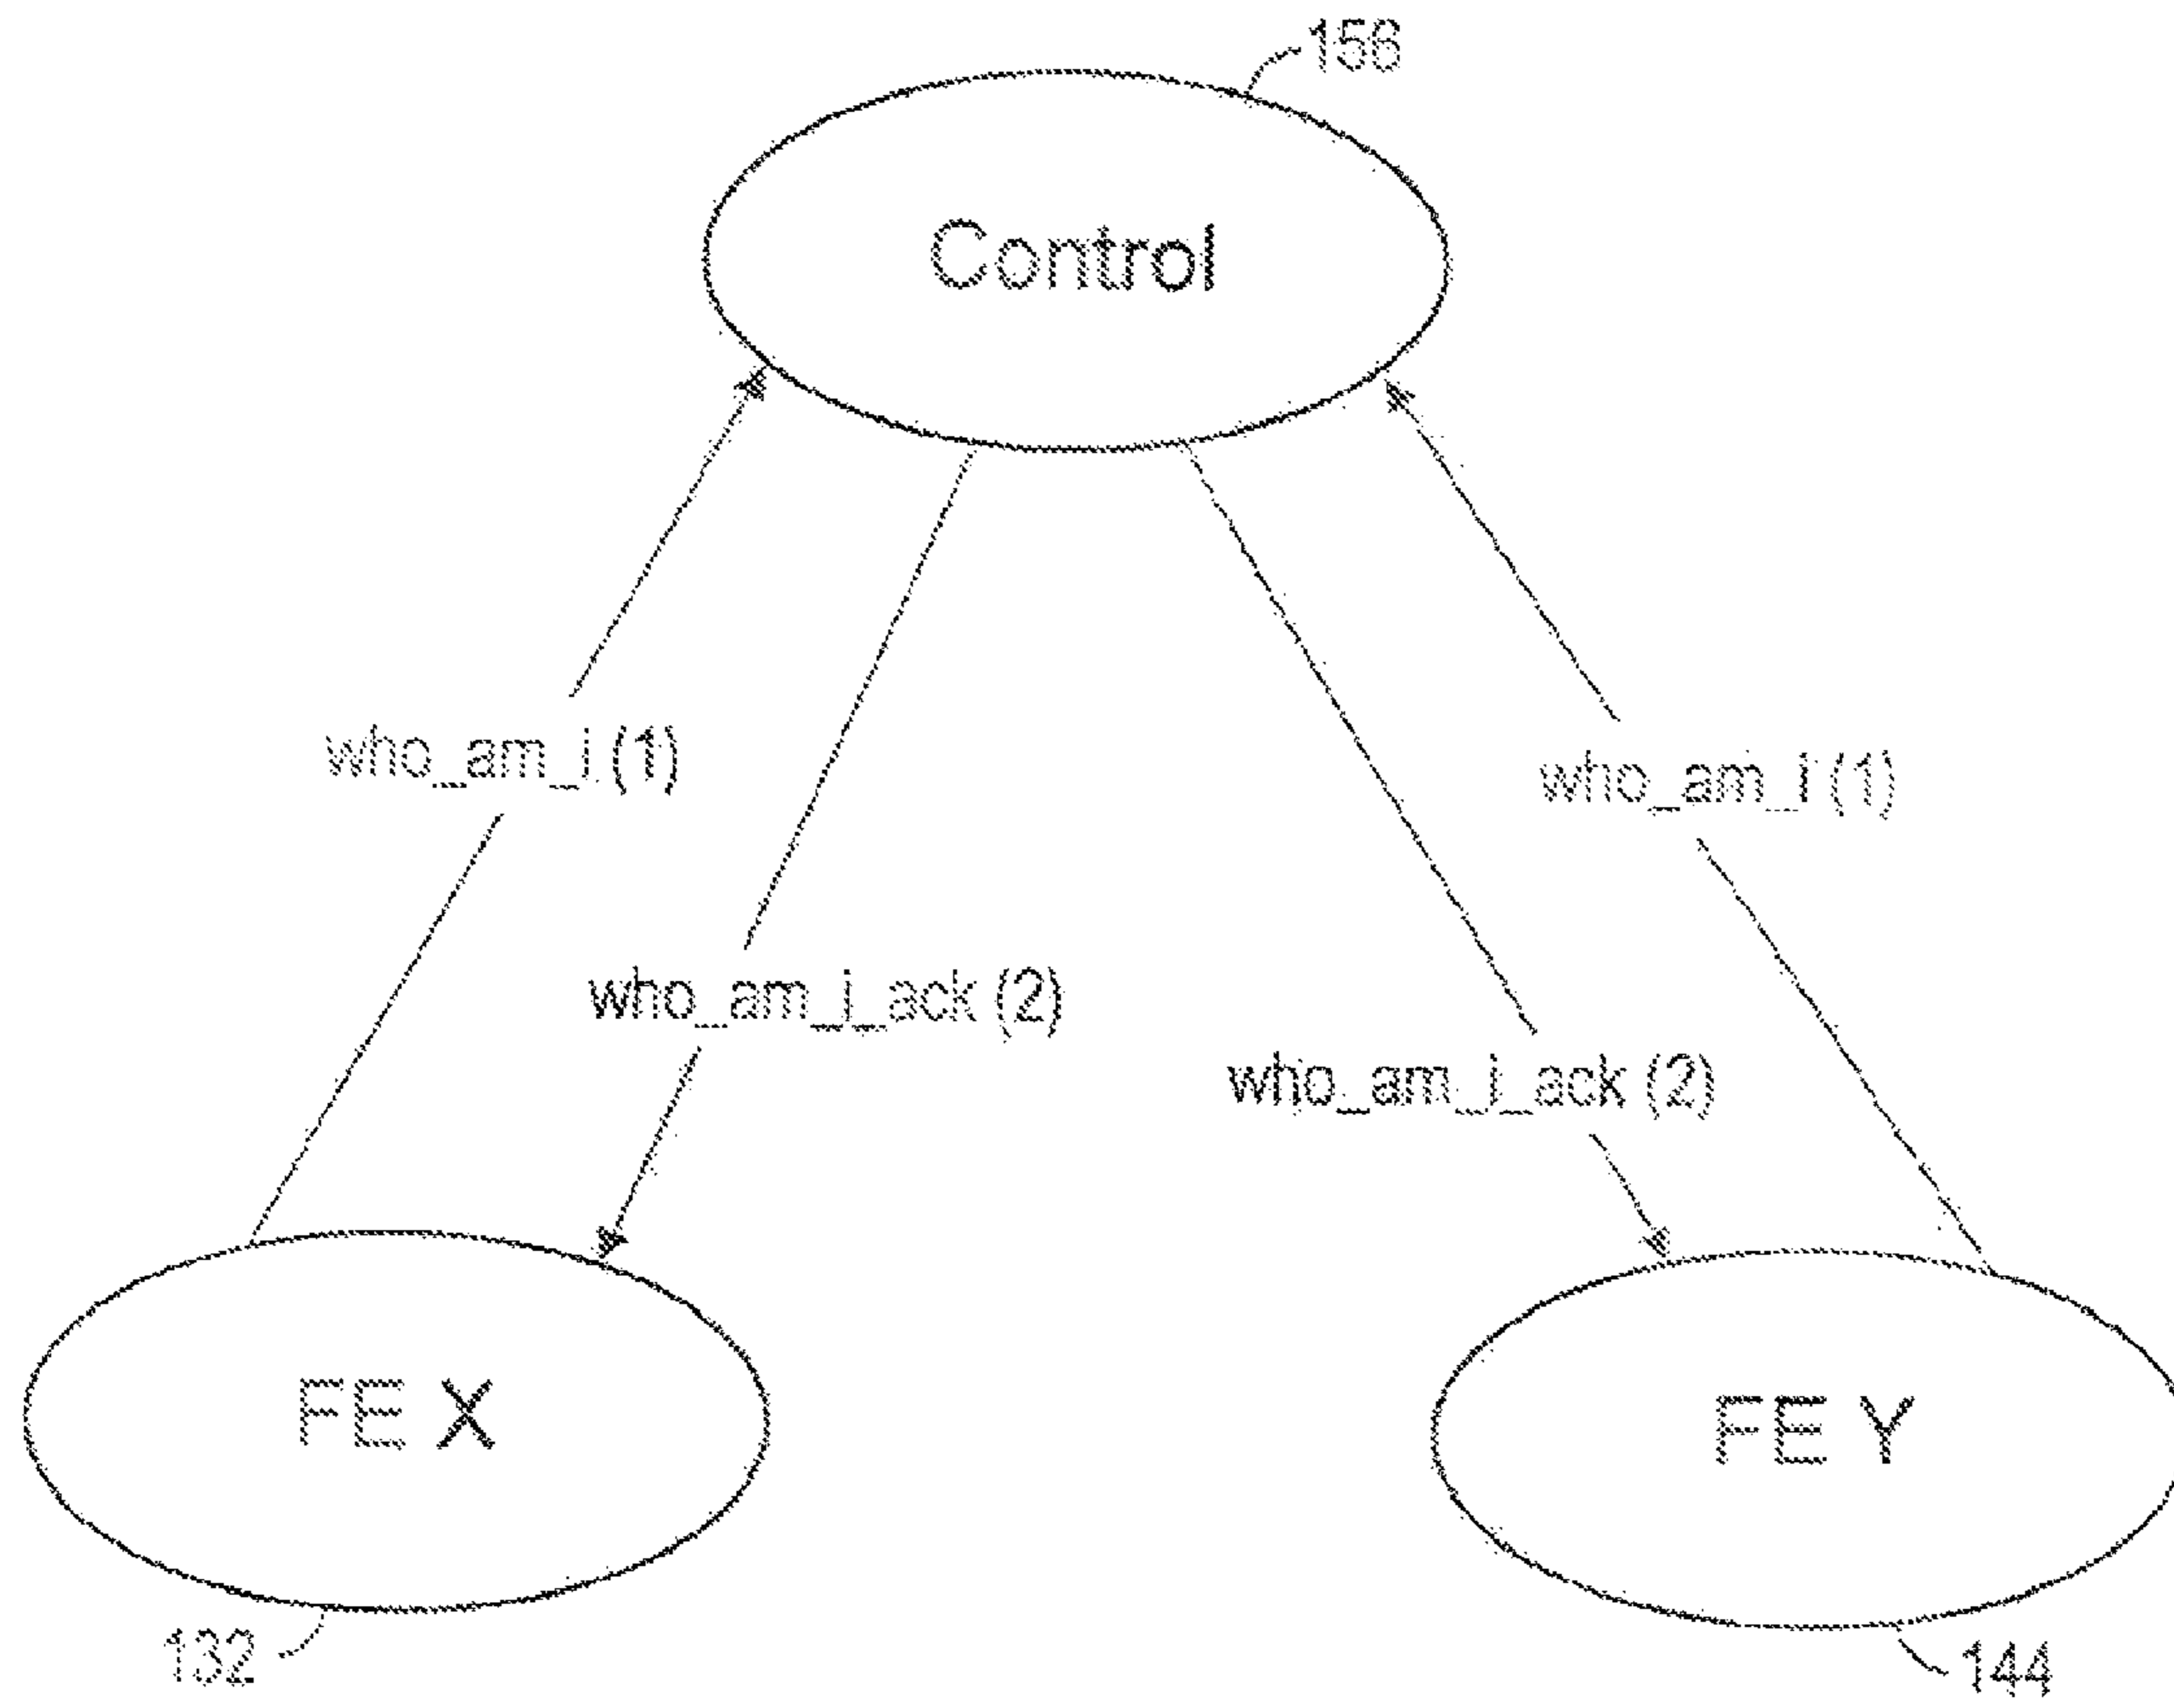 156
Control
who_am_i (1)
who_am_i (1)
who_am_i_ack (2)
who_am_i_ack (2)
FE X
FE Y
132
144